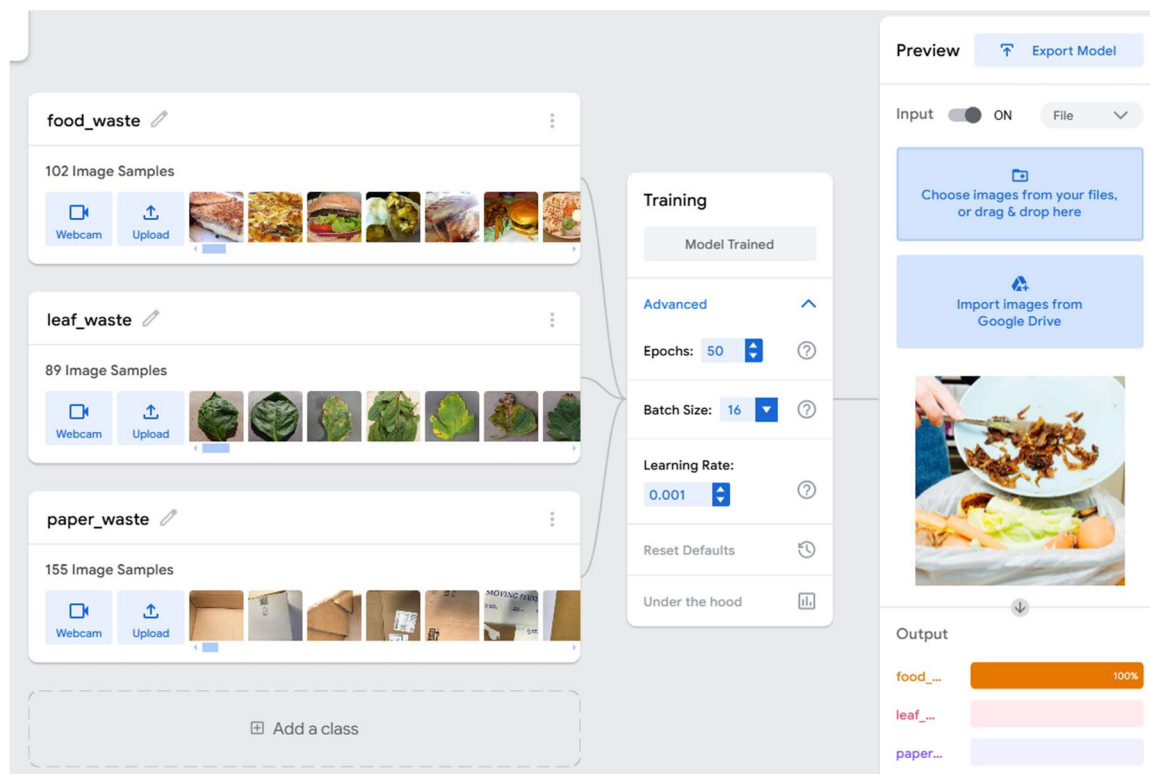 food_waste
102 Image Samples
Webcam
Upload
leaf_waste
89 Image Samples
Webcam
Upload
paper_waste
155 Image Samples
Webcam
Upload
MOVING SERV
Add a class
Training
Model Trained
Advanced
Epochs: 50
Batch Size: 16
Learning Rate:
0.001
Reset Defaults
Under the hood
Preview
Export Model
Input
ON
File
Choose images from your files,
or drag & drop here
Import images from
Google Drive
Output
food_...
100%
leaf_...
paper...